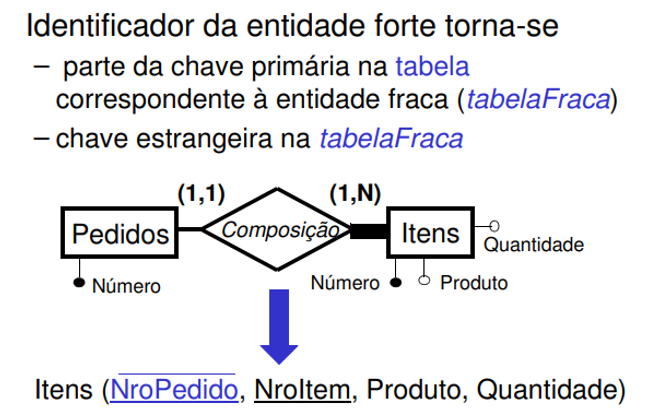 Identificador da entidade forte torna-se
– parte da chave primária na tabela
correspondente à entidade fraca (tabelaFraca)
– chave estrangeira na tabelaFraca
(1,1) (1,N)
Pedidos Composição Itens
Quantidade
Número Número Produto
Itens (NroPedido, NroItem, Produto, Quantidade)